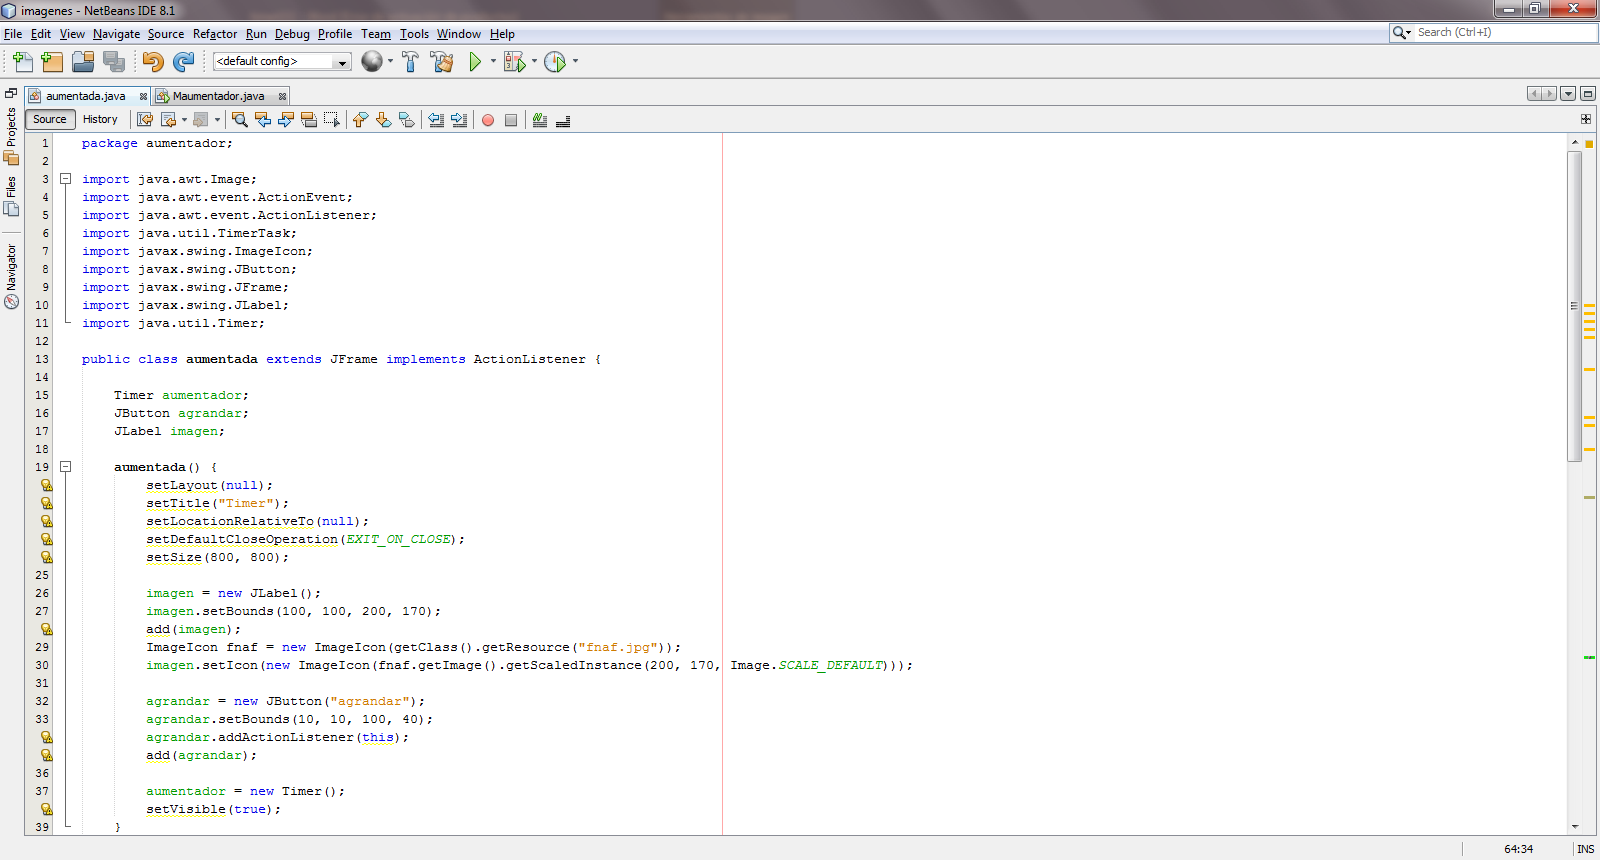 imagenes - NetBeans IDE 8.1
File Edit View Navigate Source Refactor Run Debug Profile Team Tools Window Help
Search (Ctrl+I)
<default config>
aumentada.java
Maumentador.java
Source History
Projects
Files
Navigator
1 package aumentador;
2
3 import java.awt.Image;
4 import java.awt.event.ActionEvent;
5 import java.awt.event.ActionListener;
6 import java.util.TimerTask;
7 import javax.swing.ImageIcon;
8 import javax.swing.JButton;
9 import javax.swing.JFrame;
10 import javax.swing.JLabel;
11 import java.util.Timer;
12
13 public class aumentada extends JFrame implements ActionListener {
14
15 Timer aumentador;
16 JButton agrandar;
17 JLabel imagen;
18
19 aumentada() {
setLayout(null);
setTitle("Timer");
setLocationRelativeTo(null);
setDefaultCloseOperation(EXIT_ON_CLOSE);
setSize(800, 800);
25
26 imagen = new JLabel();
27 imagen.setBounds(100, 100, 200, 170);
add(imagen);
29 ImageIcon fnaf = new ImageIcon(getClass().getResource("fnaf.jpg"));
30 imagen.setIcon(new ImageIcon(fnaf.getImage().getScaledInstance(200, 170, Image.SCALE_DEFAULT)));
31
32 agrandar = new JButton("agrandar");
33 agrandar.setBounds(10, 10, 100, 40);
agrandar.addActionListener(this);
add(agrandar);
36
37 aumentador = new Timer();
setVisible(true);
39 }
64:34 INS